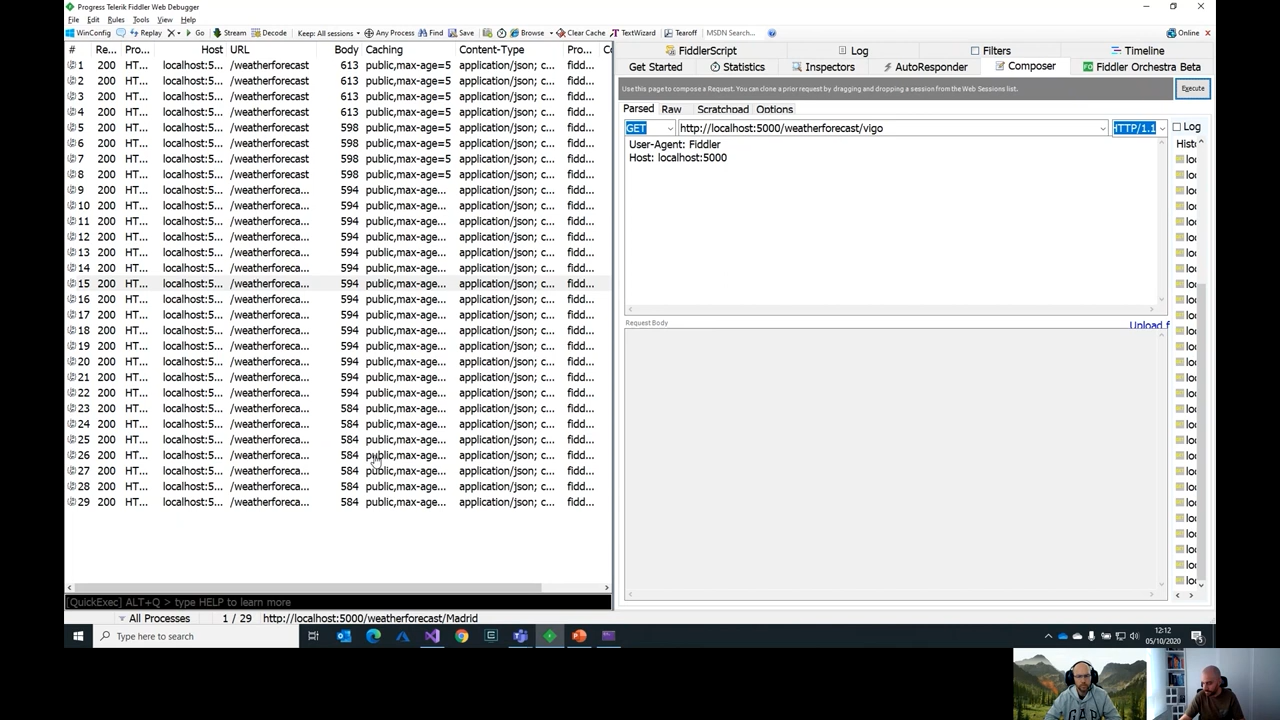 Progress Telerik Fiddler Web Debugger
File Edit Rules Tools View Help
WinConfig Replay Go Stream Decode Keep: All sessions Any Process Find Save Browse Clear Cache TextWizard Tearoff MSDN Search... Online
# Re... Pro... Host URL Body Caching Content-Type Pro... Cc
1 200 HT... localhost:5... /weatherforecast 613 public,max-age=5 application/json; c... fidd...
2 200 HT... localhost:5... /weatherforecast 613 public,max-age=5 application/json; c... fidd...
3 200 HT... localhost:5... /weatherforecast 613 public,max-age=5 application/json; c... fidd...
4 200 HT... localhost:5... /weatherforecast 613 public,max-age=5 application/json; c... fidd...
5 200 HT... localhost:5... /weatherforecast 598 public,max-age=5 application/json; c... fidd...
6 200 HT... localhost:5... /weatherforecast 598 public,max-age=5 application/json; c... fidd...
7 200 HT... localhost:5... /weatherforecast 598 public,max-age=5 application/json; c... fidd...
8 200 HT... localhost:5... /weatherforecast 598 public,max-age=5 application/json; c... fidd...
9 200 HT... localhost:5... /weatherforeca... 594 public,max-age... application/json; c... fidd...
10 200 HT... localhost:5... /weatherforeca... 594 public,max-age... application/json; c... fidd...
11 200 HT... localhost:5... /weatherforeca... 594 public,max-age... application/json; c... fidd...
12 200 HT... localhost:5... /weatherforeca... 594 public,max-age... application/json; c... fidd...
13 200 HT... localhost:5... /weatherforeca... 594 public,max-age... application/json; c... fidd...
14 200 HT... localhost:5... /weatherforeca... 594 public,max-age... application/json; c... fidd...
15 200 HT... localhost:5... /weatherforeca... 594 public,max-age... application/json; c... fidd...
16 200 HT... localhost:5... /weatherforeca... 594 public,max-age... application/json; c... fidd...
17 200 HT... localhost:5... /weatherforeca... 594 public,max-age... application/json; c... fidd...
18 200 HT... localhost:5... /weatherforeca... 594 public,max-age... application/json; c... fidd...
19 200 HT... localhost:5... /weatherforeca... 594 public,max-age... application/json; c... fidd...
20 200 HT... localhost:5... /weatherforeca... 594 public,max-age... application/json; c... fidd...
21 200 HT... localhost:5... /weatherforeca... 594 public,max-age... application/json; c... fidd...
22 200 HT... localhost:5... /weatherforeca... 594 public,max-age... application/json; c... fidd...
23 200 HT... localhost:5... /weatherforeca... 584 public,max-age... application/json; c... fidd...
24 200 HT... localhost:5... /weatherforeca... 584 public,max-age... application/json; c... fidd...
25 200 HT... localhost:5... /weatherforeca... 584 public,max-age... application/json; c... fidd...
26 200 HT... localhost:5... /weatherforeca... 584 public,max-age... application/json; c... fidd...
27 200 HT... localhost:5... /weatherforeca... 584 public,max-age... application/json; c... fidd...
28 200 HT... localhost:5... /weatherforeca... 584 public,max-age... application/json; c... fidd...
29 200 HT... localhost:5... /weatherforeca... 584 public,max-age... application/json; c... fidd...
[QuickExec] ALT+Q > type HELP to learn more
All Processes 1 / 29 http://localhost:5000/weatherforecast/Madrid
FiddlerScript Log Filters Timeline
Get Started Statistics Inspectors AutoResponder Composer Fiddler Orchestra Beta
Use this page to compose a Request. You can clone a prior request by dragging and dropping a session from the Web Sessions list. Execute
Parsed Raw Scratchpad Options
GET http://localhost:5000/weatherforecast/vigo HTTP/1.1 Log
User-Agent: Fiddler
Host: localhost:5000
Histo
Request Body
Upload f
Type here to search
12:12
05/10/2020
5